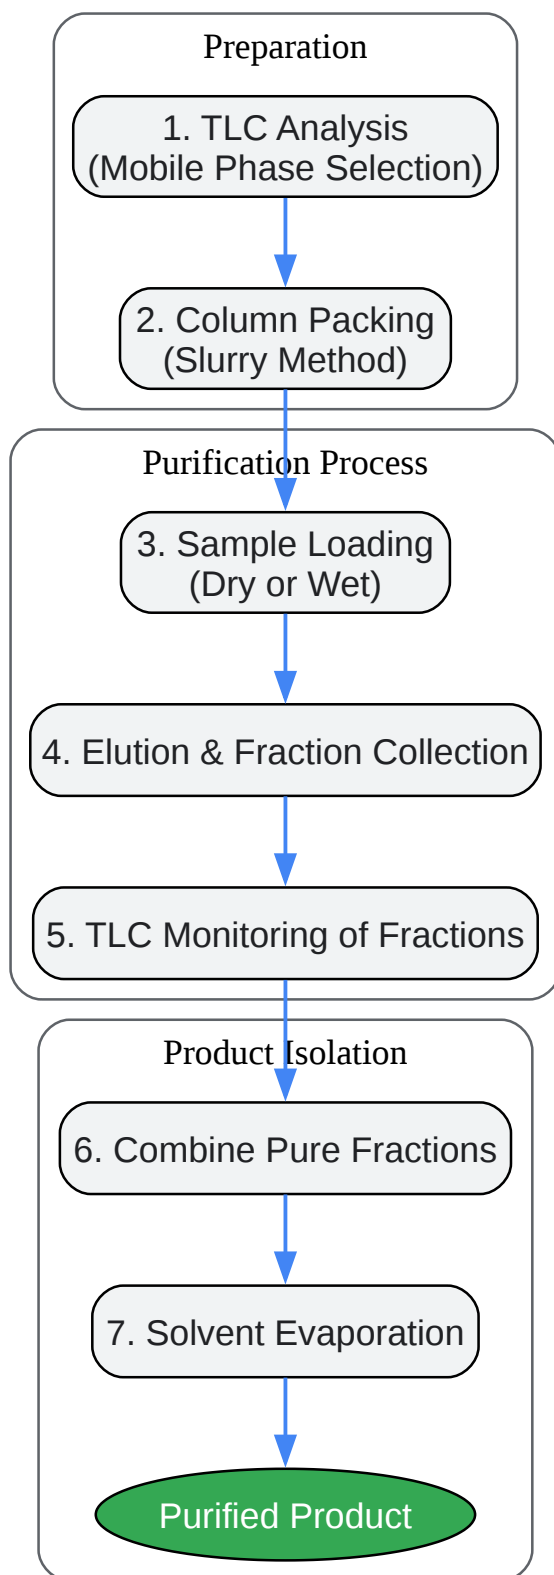 Preparation
1. TLC Analysis
(Mobile Phase Selection)
2. Column Packing
(Slurry Method)
Purification Process
3. Sample Loading
(Dry or Wet)
4. Elution & Fraction Collection
5. TLC Monitoring of Fractions
Product Isolation
6. Combine Pure Fractions
7. Solvent Evaporation
Purified Product